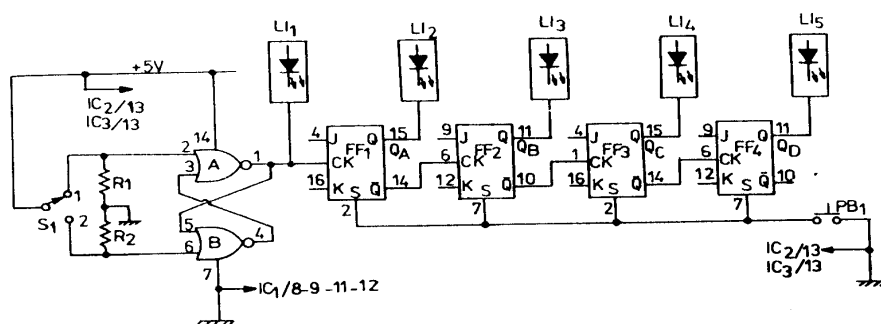 LI1
LI2
LI3
LI4
LI5
+5V
IC2/13
IC3/13
14
2
3
A
1
4
J
Q
15
FF1
QA
CK
16
K
S
Q̄
14
2
9
J
Q
11
FF2
QB
6
CK
12
K
S
Q̄
10
7
4
J
Q
15
FF3
QC
1
CK
16
K
S
Q̄
14
2
9
J
Q
11
FF4
QD
6
CK
12
K
S
Q̄
10
7
R1
R2
S1
1
2
5
6
B
4
7
IC1/8-9-11-12
PB1
IC2/13
IC3/13